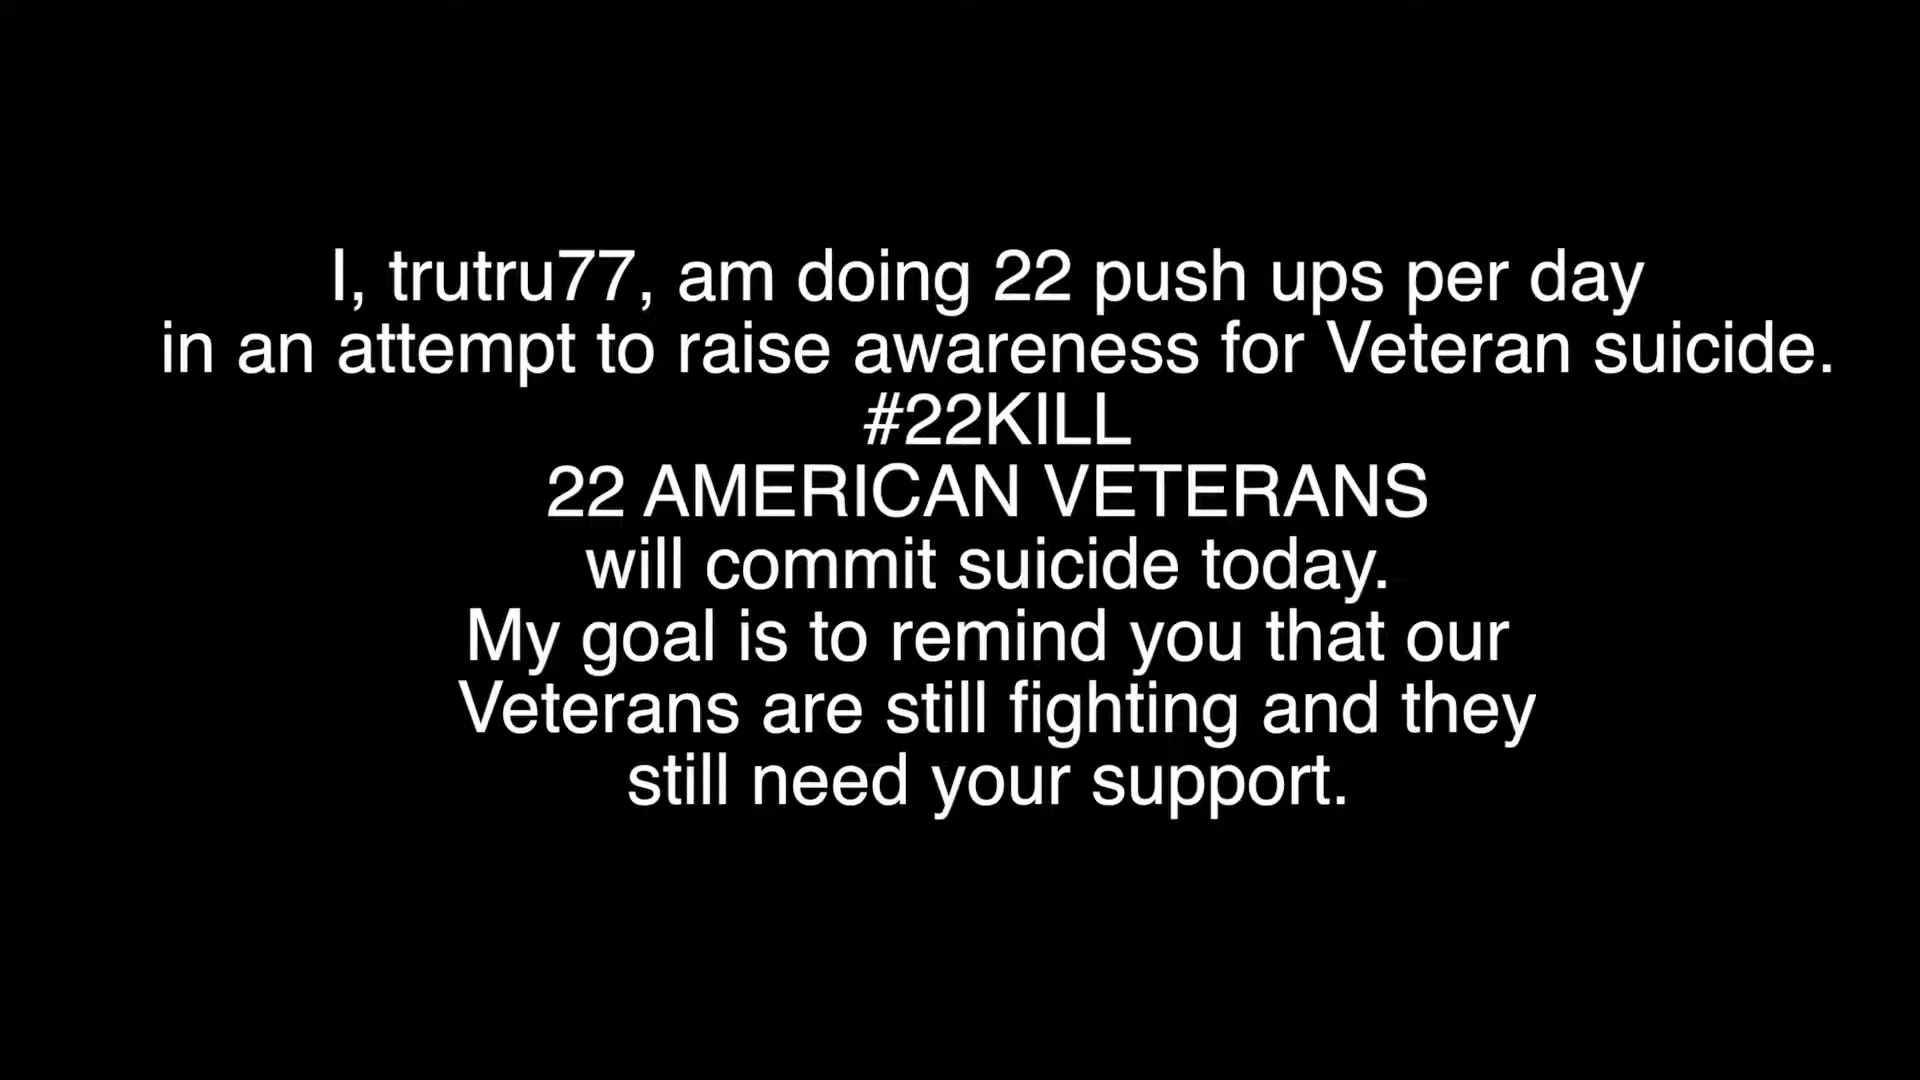 I, trutru77, am doing 22 push ups per day
in an attempt to raise awareness for Veteran suicide.
#22KILL
22 AMERICAN VETERANS
will commit suicide today.
My goal is to remind you that our
Veterans are still fighting and they
still need your support.